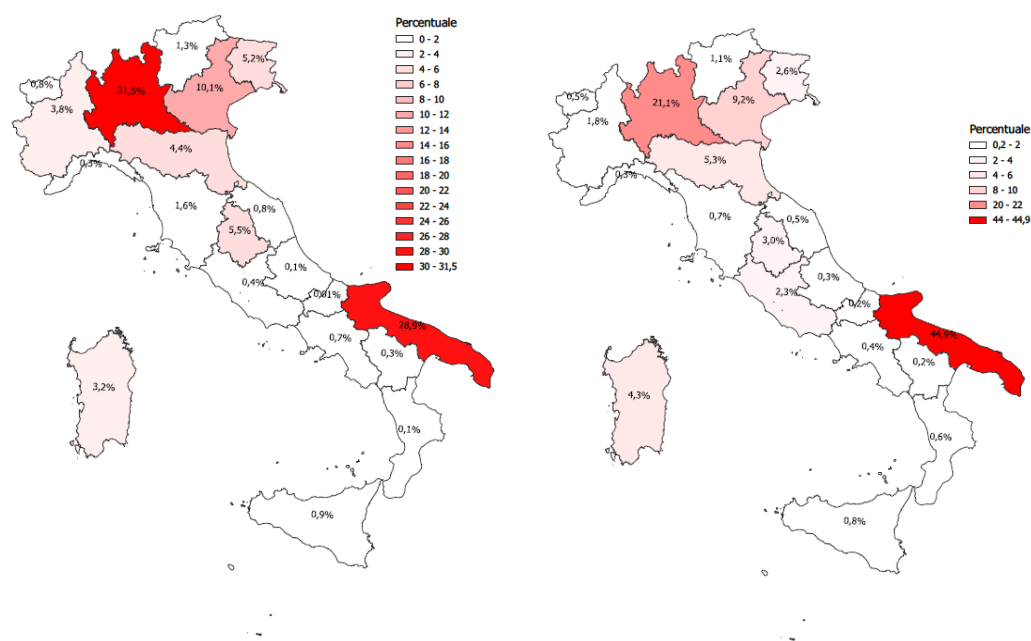 Percentuale
0 - 2
2 - 4
4 - 6
6 - 8
8 - 10
10 - 12
12 - 14
14 - 16
16 - 18
18 - 20
20 - 22
22 - 24
24 - 26
26 - 28
28 - 30
30 - 31,5
1,3%
5,2%
0,8%
31,5%
10,1%
3,8%
4,4%
0,3%
1,6%
0,8%
5,5%
0,1%
0,4%
0,01%
28,9%
0,7%
0,3%
3,2%
0,1%
0,9%
Percentuale
0,2 - 2
2 - 4
4 - 6
8 - 10
20 - 22
44 - 44,9
1,1%
2,6%
0,5%
21,1%
9,2%
1,8%
5,3%
0,3%
0,7%
0,5%
3,0%
0,3%
2,3%
0,2%
44,9%
0,4%
0,2%
4,3%
0,6%
0,8%